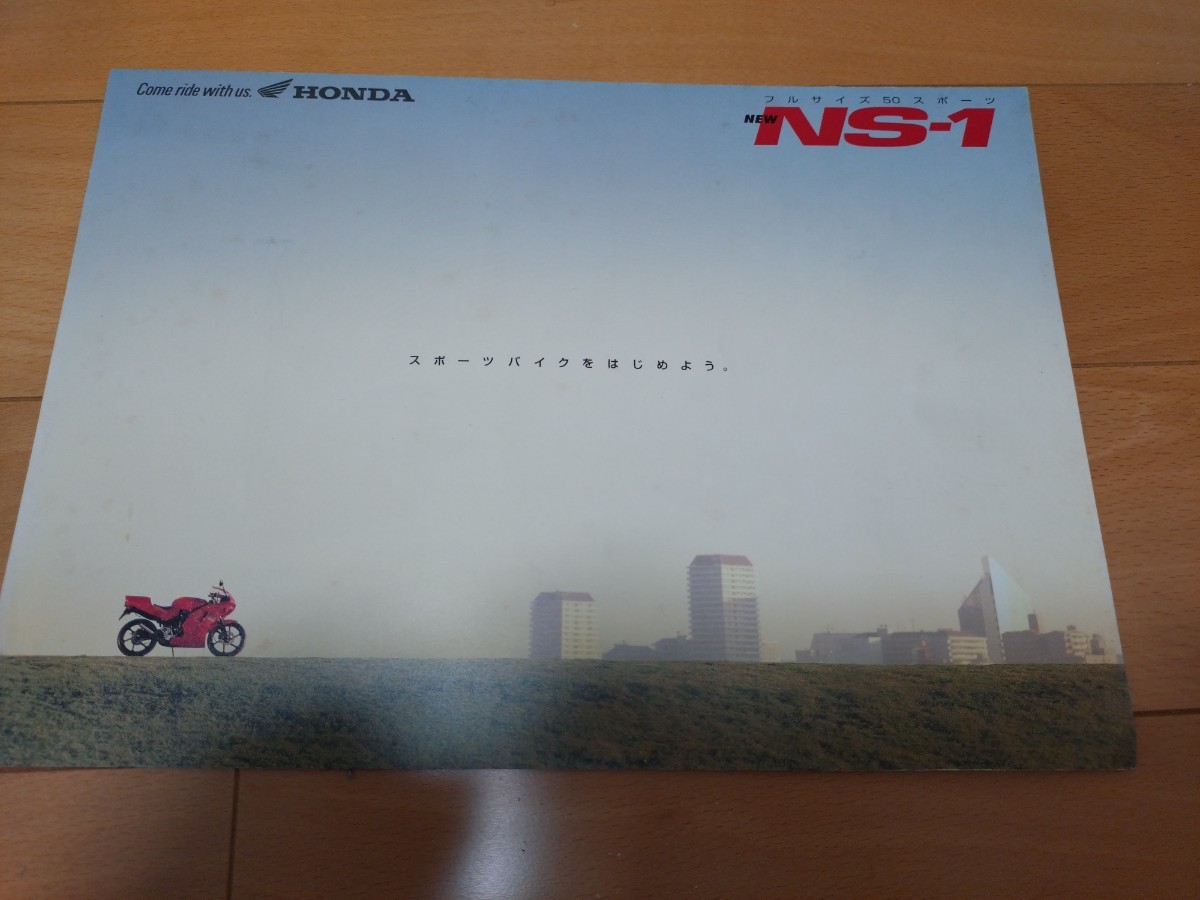 Come ride with us. HONDA
フルサイズ50スポーツ
NEW NS-1
スポーツバイクをはじめよう。